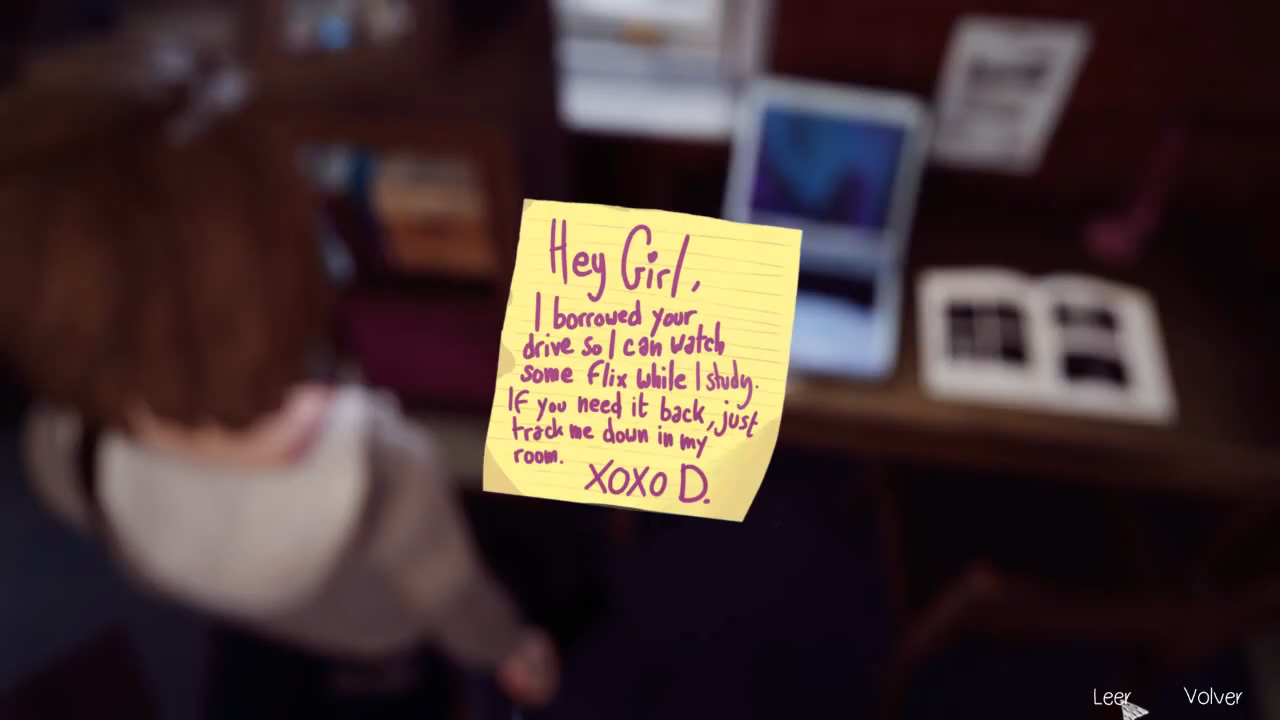 Hey Girl,
I borrowed your
drive so I can watch
some Flix while I study.
If you need it back, just
track me down in my
room.
XOXO D.
Leer
Volver